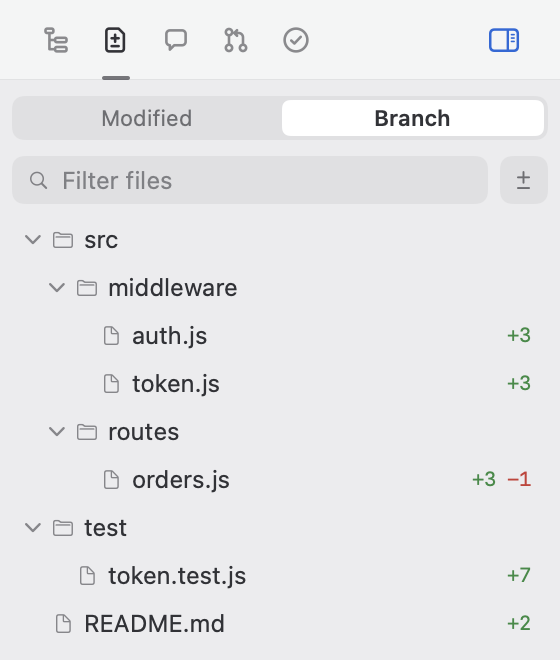 Modified Branch
Filter files
src
middleware
auth.js +3
token.js +3
routes
orders.js +3 −1
test
token.test.js +7
README.md +2